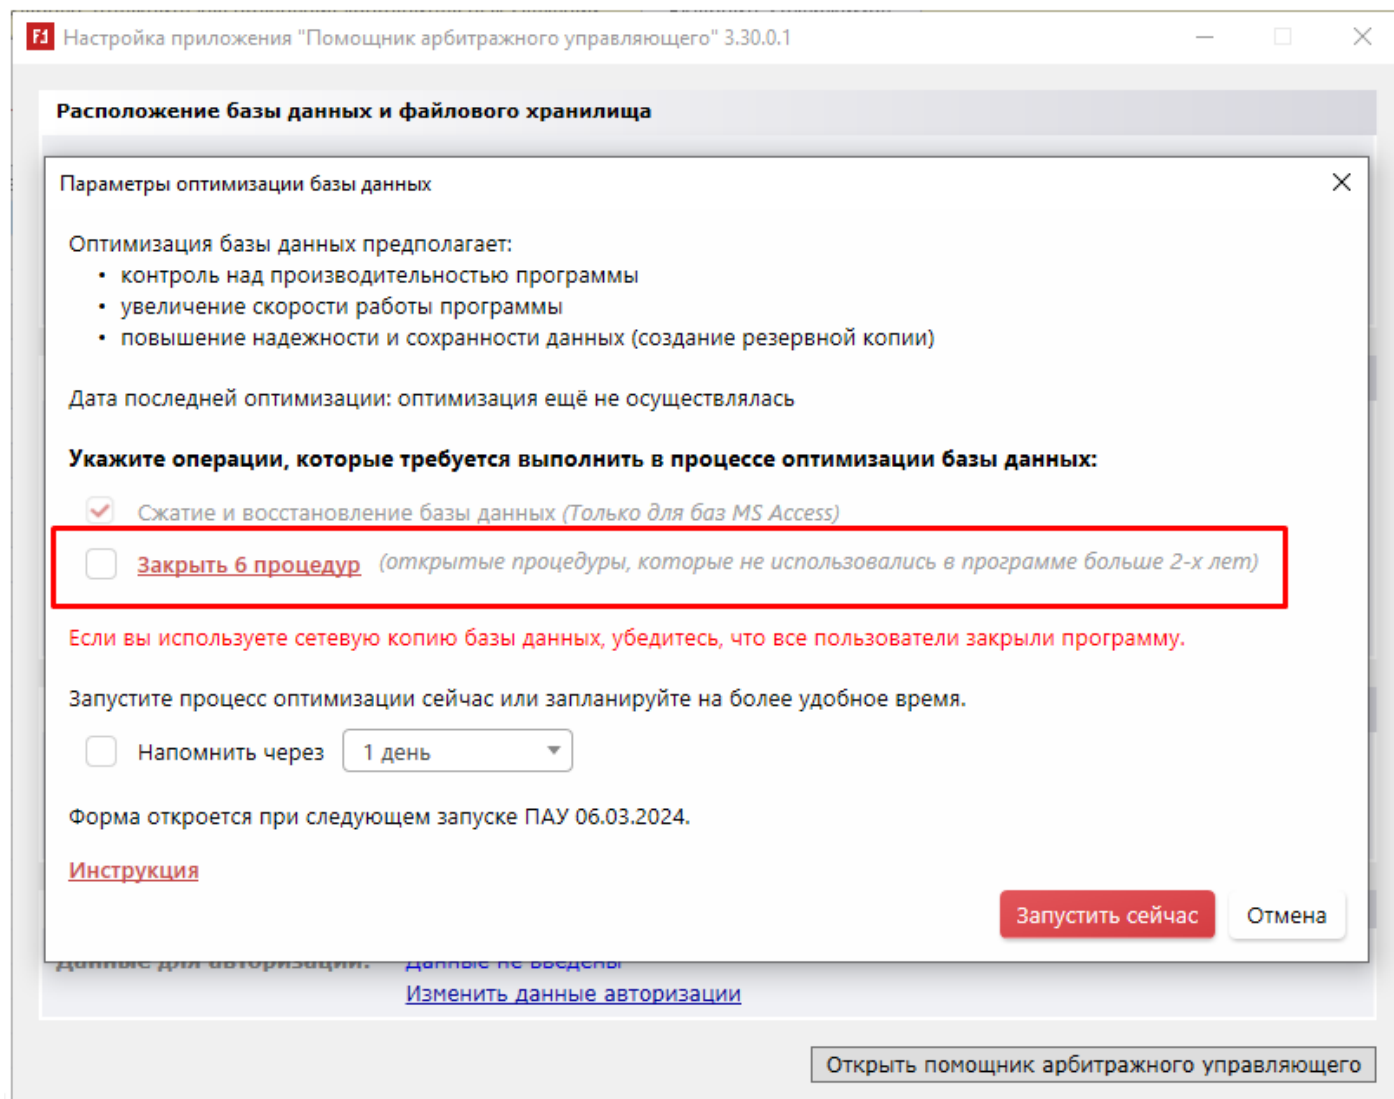 Настройка приложения "Помощник арбитражного управляющего" 3.30.0.1
Расположение базы данных и файлового хранилища
Параметры оптимизации базы данных
Оптимизация базы данных предполагает:
• контроль над производительностью программы
• увеличение скорости работы программы
• повышение надежности и сохранности данных (создание резервной копии)
Дата последней оптимизации: оптимизация ещё не осуществлялась
Укажите операции, которые требуется выполнить в процессе оптимизации базы данных:
Сжатие и восстановление базы данных (Только для баз MS Access)
Закрыть 6 процедур (открытые процедуры, которые не использовались в программе больше 2-х лет)
Если вы используете сетевую копию базы данных, убедитесь, что все пользователи закрыли программу.
Запустите процесс оптимизации сейчас или запланируйте на более удобное время.
Напомнить через 1 день
Форма откроется при следующем запуске ПАУ 06.03.2024.
Инструкция
Запустить сейчас Отмена
Данные для авторизации: Данные не введены
Изменить данные авторизации
Открыть помощник арбитражного управляющего